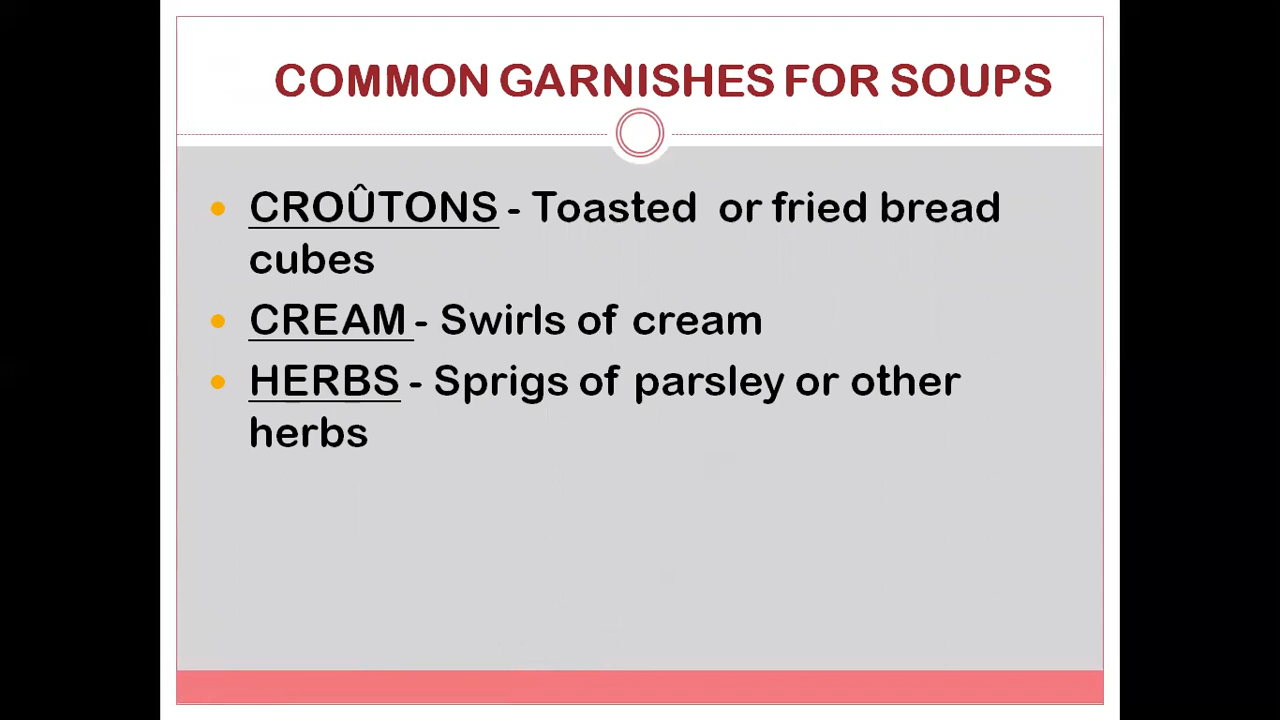 COMMON GARNISHES FOR SOUPS
• CROÛTONS - Toasted or fried bread
cubes
• CREAM - Swirls of cream
• HERBS - Sprigs of parsley or other
herbs